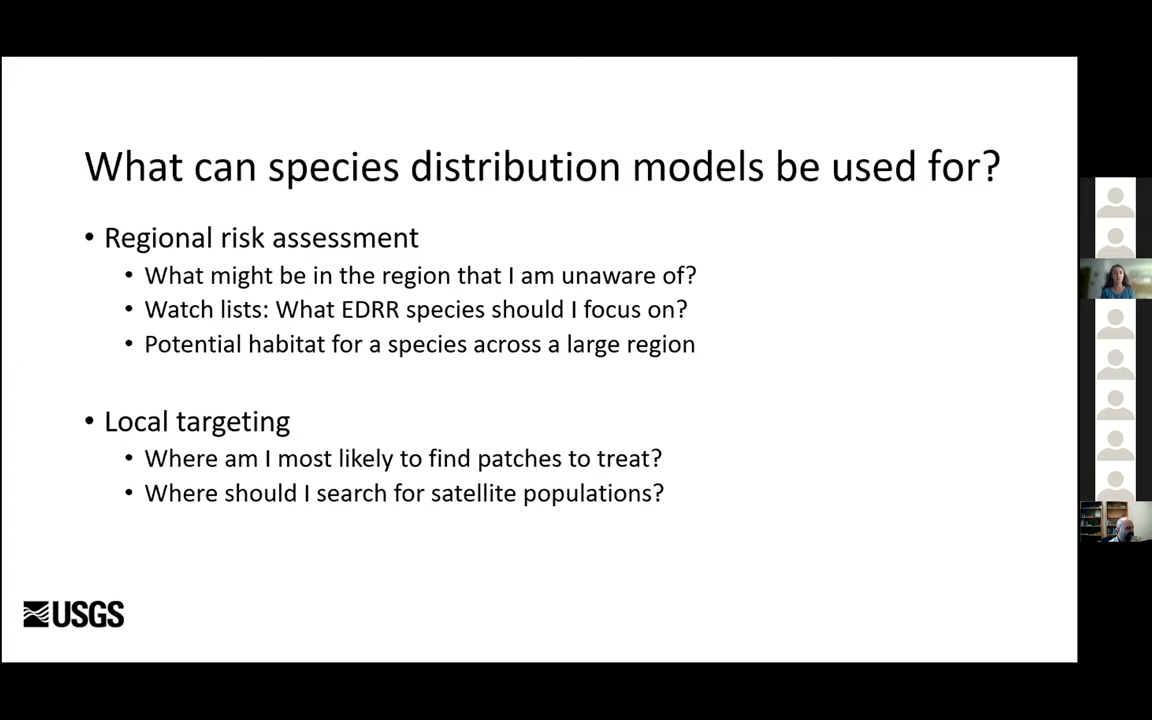 What can species distribution models be used for?
• Regional risk assessment
• What might be in the region that I am unaware of?
• Watch lists: What EDRR species should I focus on?
• Potential habitat for a species across a large region
• Local targeting
• Where am I most likely to find patches to treat?
• Where should I search for satellite populations?
USGS